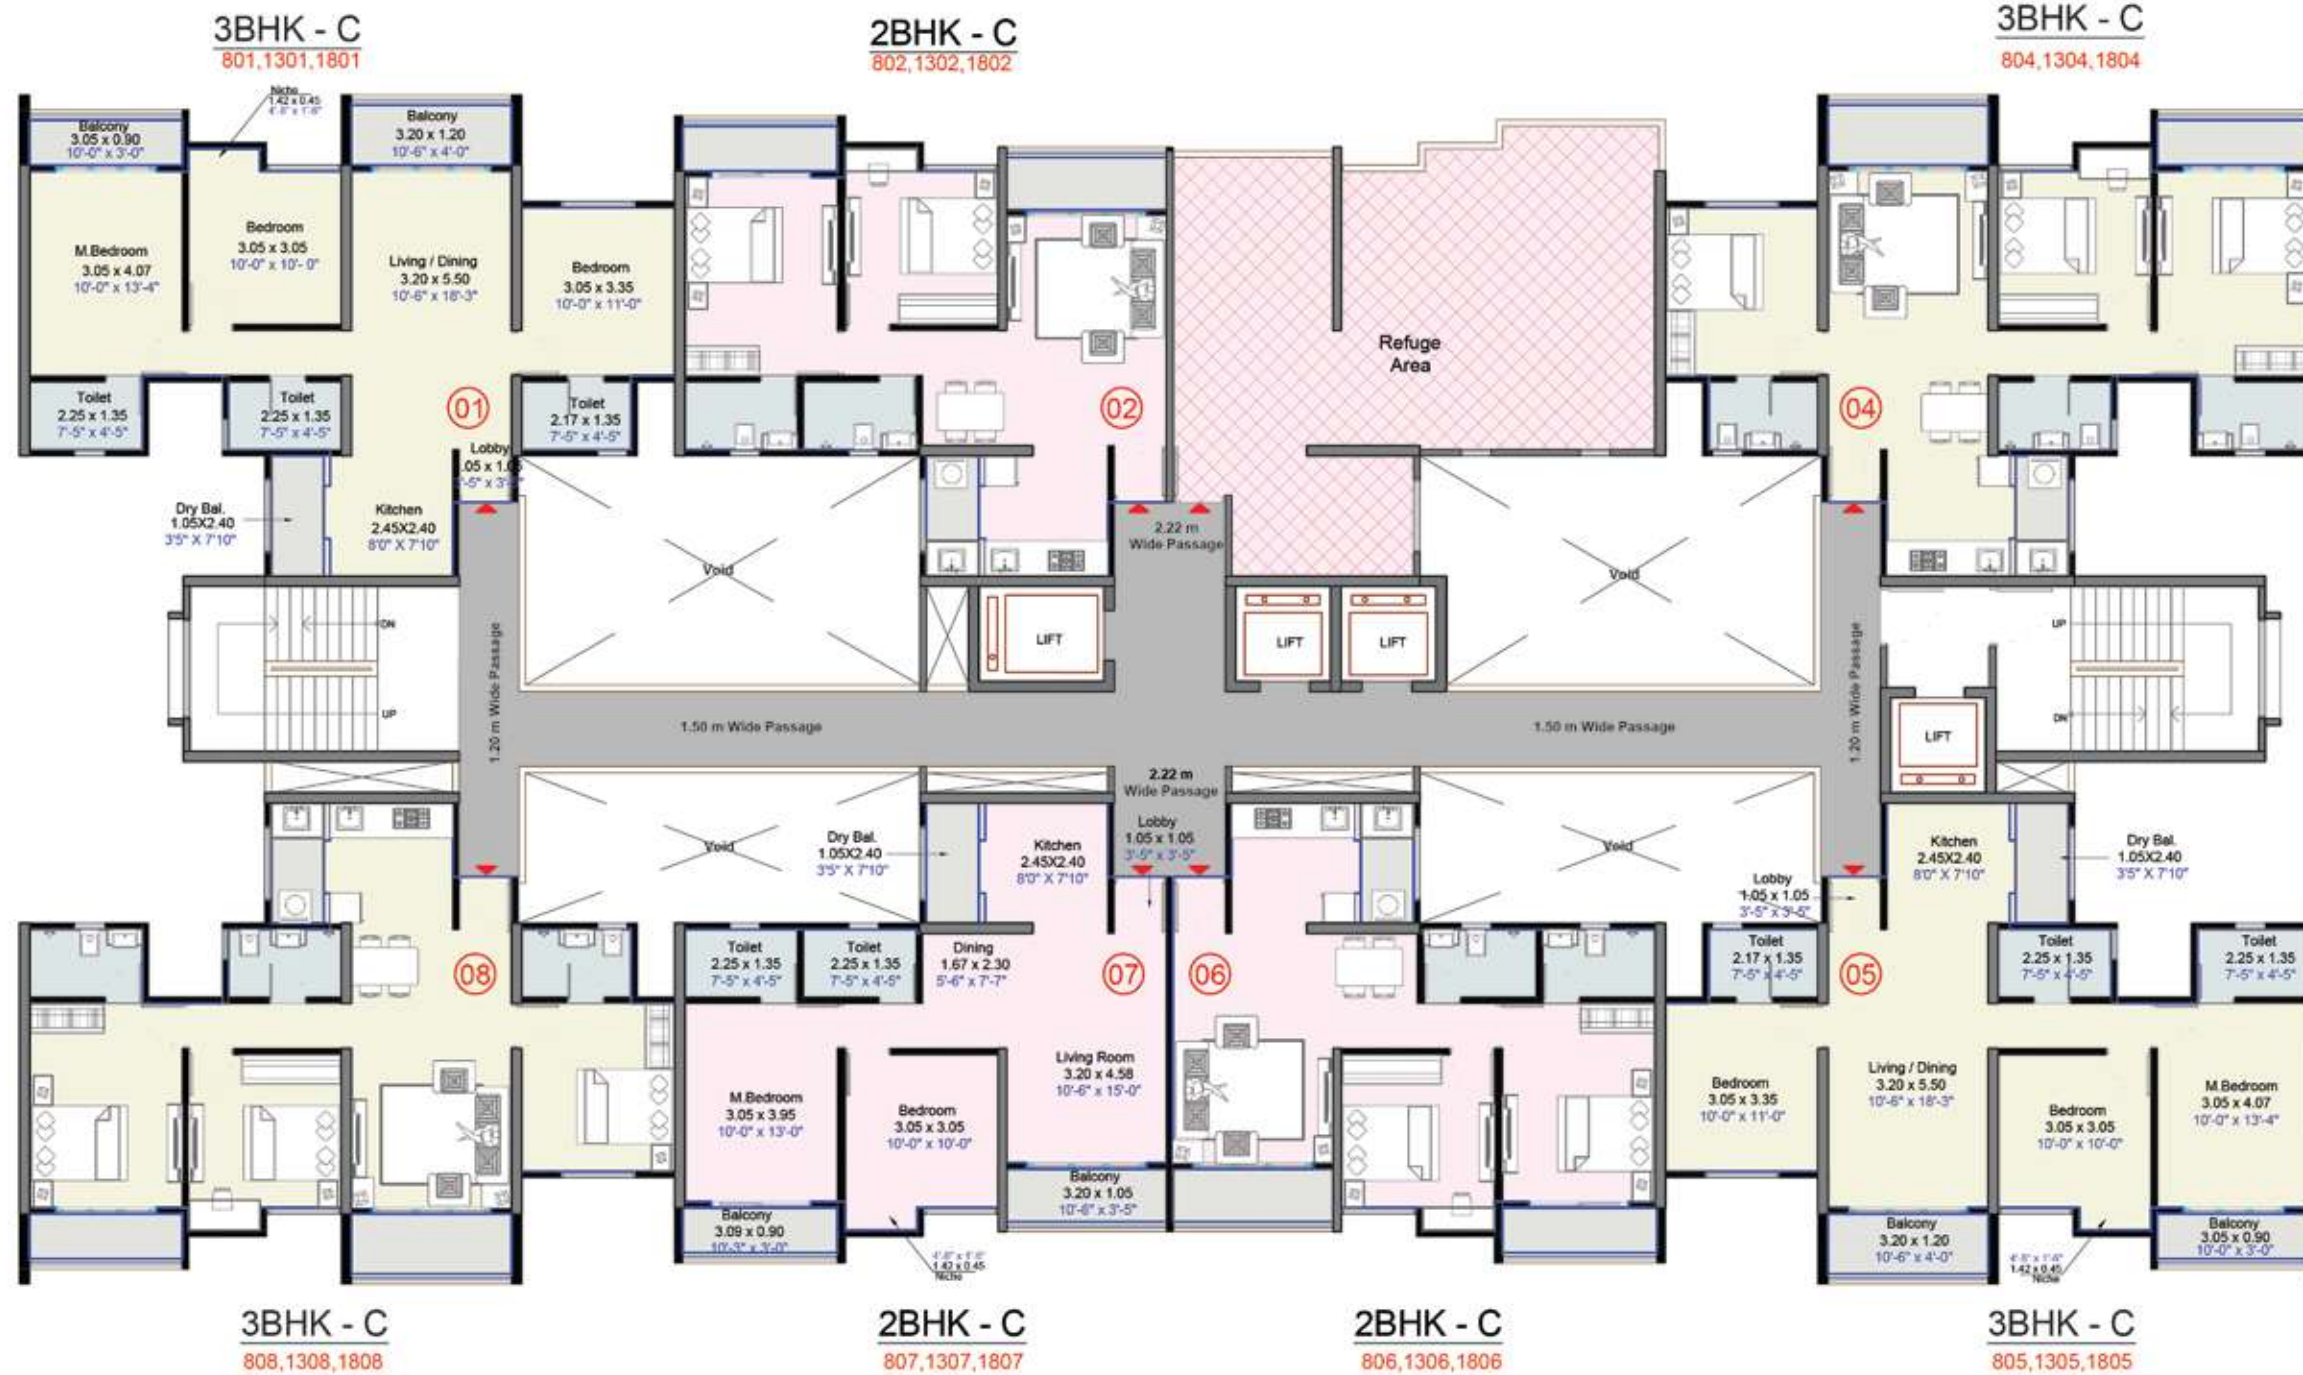 3BHK - C
801,1301,1801
2BHK - C
802,1302,1802
3BHK - C
804,1304,1804
Niche
1.42 x 0.45
4'-8" x 1'-6"
Balcony
3.05 x 0.90
10'-0" x 3'-0"
Balcony
3.20 x 1.20
10'-6" x 4'-0"
M.Bedroom
3.05 x 4.07
10'-0" x 13'-4"
Bedroom
3.05 x 3.05
10'-0" x 10'- 0"
Living / Dining
3.20 x 5.50
10'-6" x 18'-3"
Bedroom
3.05 x 3.35
10'-0" x 11'-0"
Refuge
Area
Toilet
2.25 x 1.35
7'-5" x 4'-5"
Toilet
2.25 x 1.35
7'-5" x 4'-5"
01
Toilet
2.17 x 1.35
7'-5" x 4'-5"
02
04
Lobby
.05 x 1.05
Dry Bal.
1.05X2.40
3'5" X 7'10"
Kitchen
2.45X2.40
8'0" X 7'10"
2.22 m
Wide Passage
Void
Void
DN
UP
1.20 m Wide Passage
LIFT
LIFT
LIFT
1.20 m Wide Passage
UP
DN
LIFT
1.50 m Wide Passage
1.50 m Wide Passage
2.22 m
Wide Passage
Void
Dry Bal.
1.05X2.40
3'5" X 7'10"
Kitchen
2.45X2.40
8'0" X 7'10"
Lobby
1.05 x 1.05
3'-5" x 3'-5"
Void
Lobby
1.05 x 1.05
3'-5" x 3'-5"
Kitchen
2.45X2.40
8'0" X 7'10"
Dry Bal.
1.05X2.40
3'5" X 7'10"
08
Toilet
2.25 x 1.35
7'-5" x 4'-5"
Toilet
2.25 x 1.35
7'-5" x 4'-5"
Dining
1.67 x 2.30
5'-6" x 7'-7"
07
06
Toilet
2.17 x 1.35
7'-5" x 4'-5"
05
Toilet
2.25 x 1.35
7'-5" x 4'-5"
Toilet
2.25 x 1.35
7'-5" x 4'-5"
M.Bedroom
3.05 x 3.95
10'-0" x 13'-0"
Bedroom
3.05 x 3.05
10'-0" x 10'-0"
Living Room
3.20 x 4.58
10'-6" x 15'-0"
Bedroom
3.05 x 3.35
10'-0" x 11'-0"
Living / Dining
3.20 x 5.50
10'-6" x 18'-3"
Bedroom
3.05 x 3.05
10'-0" x 10'-0"
M.Bedroom
3.05 x 4.07
10'-0" x 13'-4"
Balcony
3.09 x 0.90
10'-3" x 3'-0"
Balcony
3.20 x 1.05
10'-6" x 3'-5"
1.42 x 0.45
Niche
Balcony
3.20 x 1.20
10'-6" x 4'-0"
1.42 x 0.45
Niche
Balcony
3.05 x 0.90
10'-0" x 3'-0"
3BHK - C
808,1308,1808
2BHK - C
807,1307,1807
2BHK - C
806,1306,1806
3BHK - C
805,1305,1805